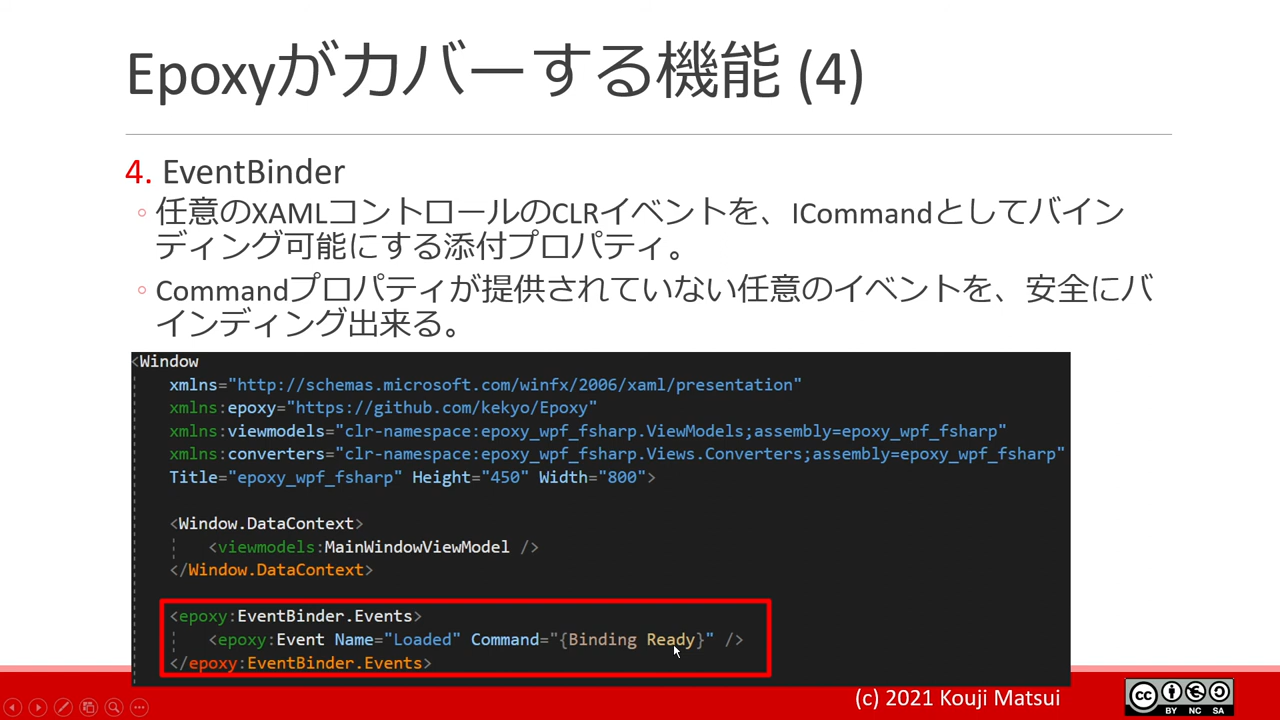 Epoxyがカバーする機能 (4)
4. EventBinder
任意のXAMLコントロールのCLRイベントを、ICommandとしてバイン
ディング可能にする添付プロパティ。
Commandプロパティが提供されていない任意のイベントを、安全にバ
インディング出来る。
<Window
xmlns="http://schemas.microsoft.com/winfx/2006/xaml/presentation"
xmlns:epoxy="https://github.com/kekyo/Epoxy"
xmlns:viewmodels="clr-namespace:epoxy_wpf_fsharp.ViewModels;assembly=epoxy_wpf_fsharp"
xmlns:converters="clr-namespace:epoxy_wpf_fsharp.Views.Converters;assembly=epoxy_wpf_fsharp"
Title="epoxy_wpf_fsharp" Height="450" Width="800">
<Window.DataContext>
<viewmodels:MainWindowViewModel />
</Window.DataContext>
<epoxy:EventBinder.Events>
<epoxy:Event Name="Loaded" Command="{Binding Ready}" />
</epoxy:EventBinder.Events>
(c) 2021 Kouji Matsui
cc
BY NC SA